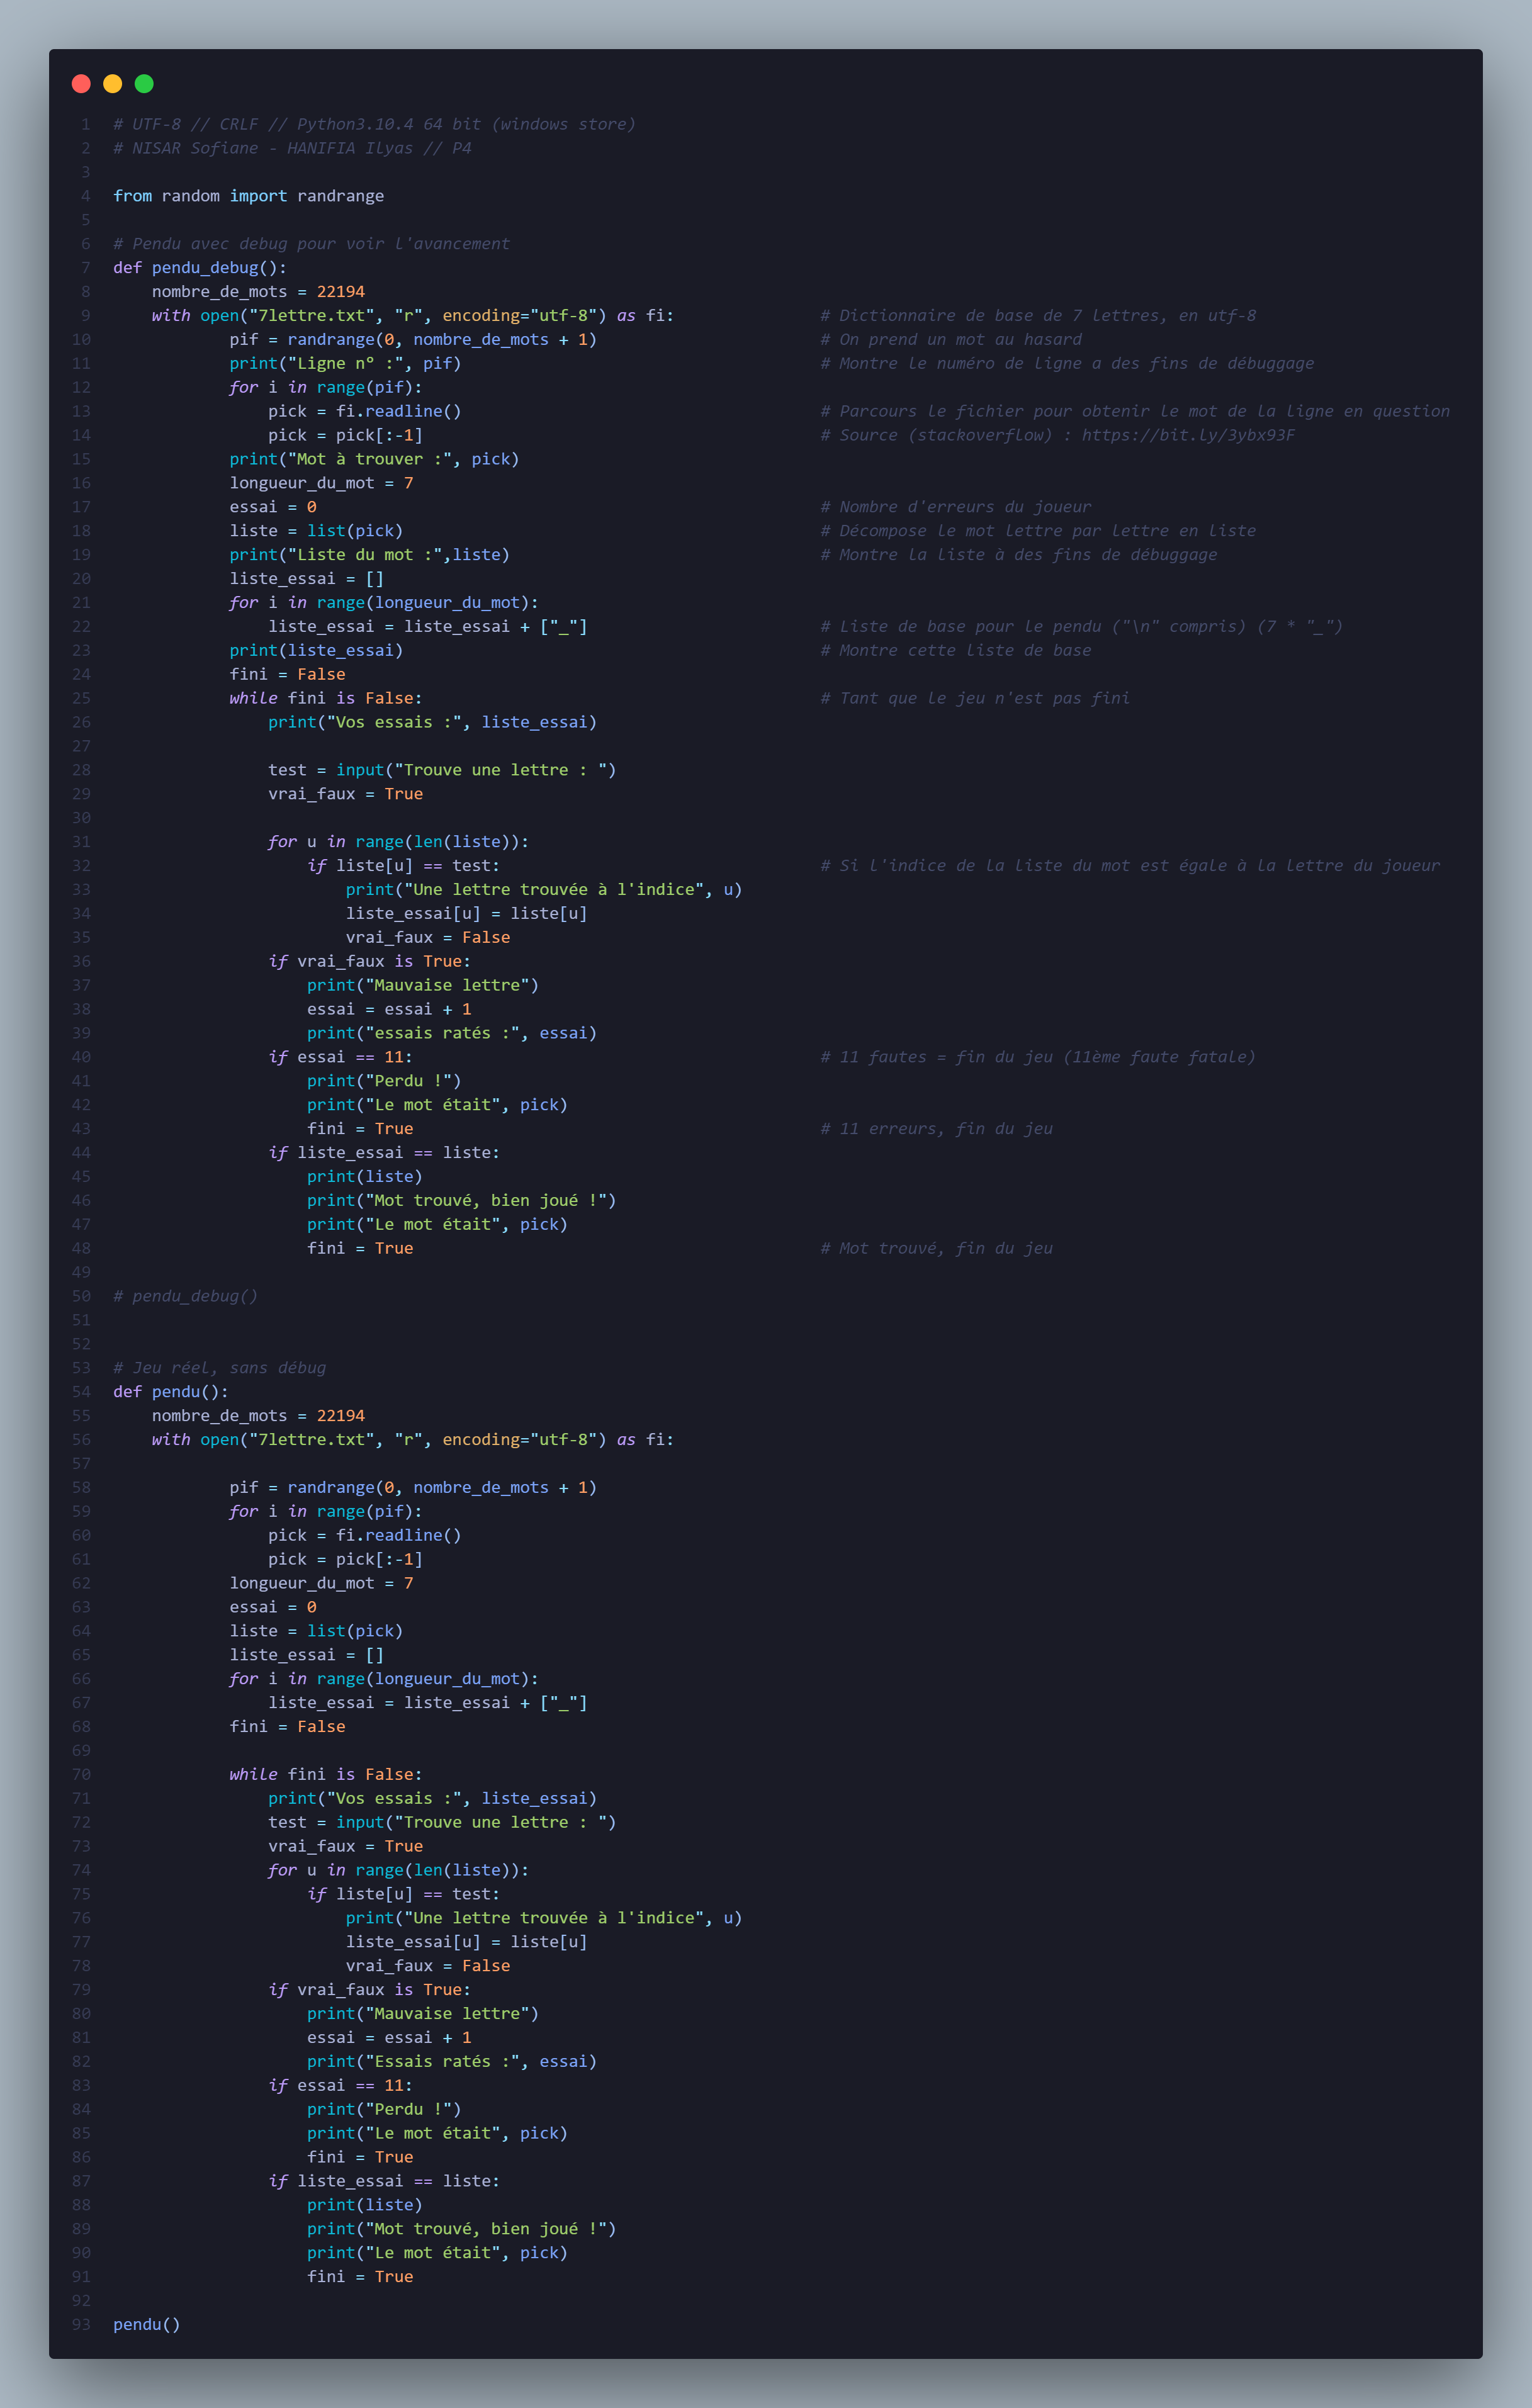 1 # UTF-8 // CRLF // Python3.10.4 64 bit (windows store)
2 # NISAR Sofiane - HANIFIA Ilyas // P4
3
4 from random import randrange
5
6 # Pendu avec debug pour voir l'avancement
7 def pendu_debug():
8     nombre_de_mots = 22194
9     with open("7lettre.txt", "r", encoding="utf-8") as fi:               # Dictionnaire de base de 7 lettres, en utf-8
10             pif = randrange(0, nombre_de_mots + 1)                       # On prend un mot au hasard
11             print("Ligne n° :", pif)                                     # Montre le numéro de ligne a des fins de débuggage
12             for i in range(pif):
13                 pick = fi.readline()                                     # Parcours le fichier pour obtenir le mot de la ligne en question
14                 pick = pick[:-1]                                         # Source (stackoverflow) : https://bit.ly/3ybx93F
15             print("Mot à trouver :", pick)
16             longueur_du_mot = 7
17             essai = 0                                                    # Nombre d'erreurs du joueur
18             liste = list(pick)                                           # Décompose le mot lettre par lettre en liste
19             print("Liste du mot :",liste)                                # Montre la liste à des fins de débuggage
20             liste_essai = []
21             for i in range(longueur_du_mot):
22                 liste_essai = liste_essai + ["_"]                        # Liste de base pour le pendu ("\n" compris) (7 * "_")
23             print(liste_essai)                                           # Montre cette liste de base
24             fini = False
25             while fini is False:                                         # Tant que le jeu n'est pas fini
26                 print("Vos essais :", liste_essai)
27
28                 test = input("Trouve une lettre : ")
29                 vrai_faux = True
30
31                 for u in range(len(liste)):
32                     if liste[u] == test:                                 # Si l'indice de la liste du mot est égale à la lettre du joueur
33                         print("Une lettre trouvée à l'indice", u)
34                         liste_essai[u] = liste[u]
35                         vrai_faux = False
36                 if vrai_faux is True:
37                     print("Mauvaise lettre")
38                     essai = essai + 1
39                     print("essais ratés :", essai)
40                 if essai == 11:                                          # 11 fautes = fin du jeu (11ème faute fatale)
41                     print("Perdu !")
42                     print("Le mot était", pick)
43                     fini = True                                          # 11 erreurs, fin du jeu
44                 if liste_essai == liste:
45                     print(liste)
46                     print("Mot trouvé, bien joué !")
47                     print("Le mot était", pick)
48                     fini = True                                          # Mot trouvé, fin du jeu
49
50 # pendu_debug()
51
52
53 # Jeu réel, sans débug
54 def pendu():
55     nombre_de_mots = 22194
56     with open("7lettre.txt", "r", encoding="utf-8") as fi:
57
58             pif = randrange(0, nombre_de_mots + 1)
59             for i in range(pif):
60                 pick = fi.readline()
61                 pick = pick[:-1]
62             longueur_du_mot = 7
63             essai = 0
64             liste = list(pick)
65             liste_essai = []
66             for i in range(longueur_du_mot):
67                 liste_essai = liste_essai + ["_"]
68             fini = False
69
70             while fini is False:
71                 print("Vos essais :", liste_essai)
72                 test = input("Trouve une lettre : ")
73                 vrai_faux = True
74                 for u in range(len(liste)):
75                     if liste[u] == test:
76                         print("Une lettre trouvée à l'indice", u)
77                         liste_essai[u] = liste[u]
78                         vrai_faux = False
79                 if vrai_faux is True:
80                     print("Mauvaise lettre")
81                     essai = essai + 1
82                     print("Essais ratés :", essai)
83                 if essai == 11:
84                     print("Perdu !")
85                     print("Le mot était", pick)
86                     fini = True
87                 if liste_essai == liste:
88                     print(liste)
89                     print("Mot trouvé, bien joué !")
90                     print("Le mot était", pick)
91                     fini = True
92
93 pendu()